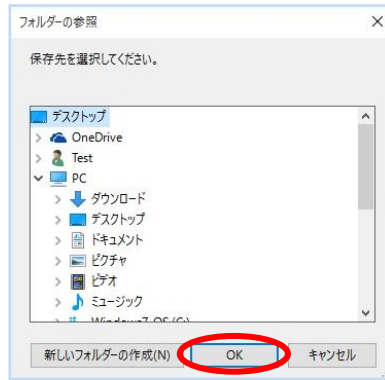 フォルダーの参照
保存先を選択してください。
デスクトップ
OneDrive
Test
PC
ダウンロード
デスクトップ
ドキュメント
ピクチャ
ビデオ
ミュージック
新しいフォルダーの作成(N)
OK
キャンセル